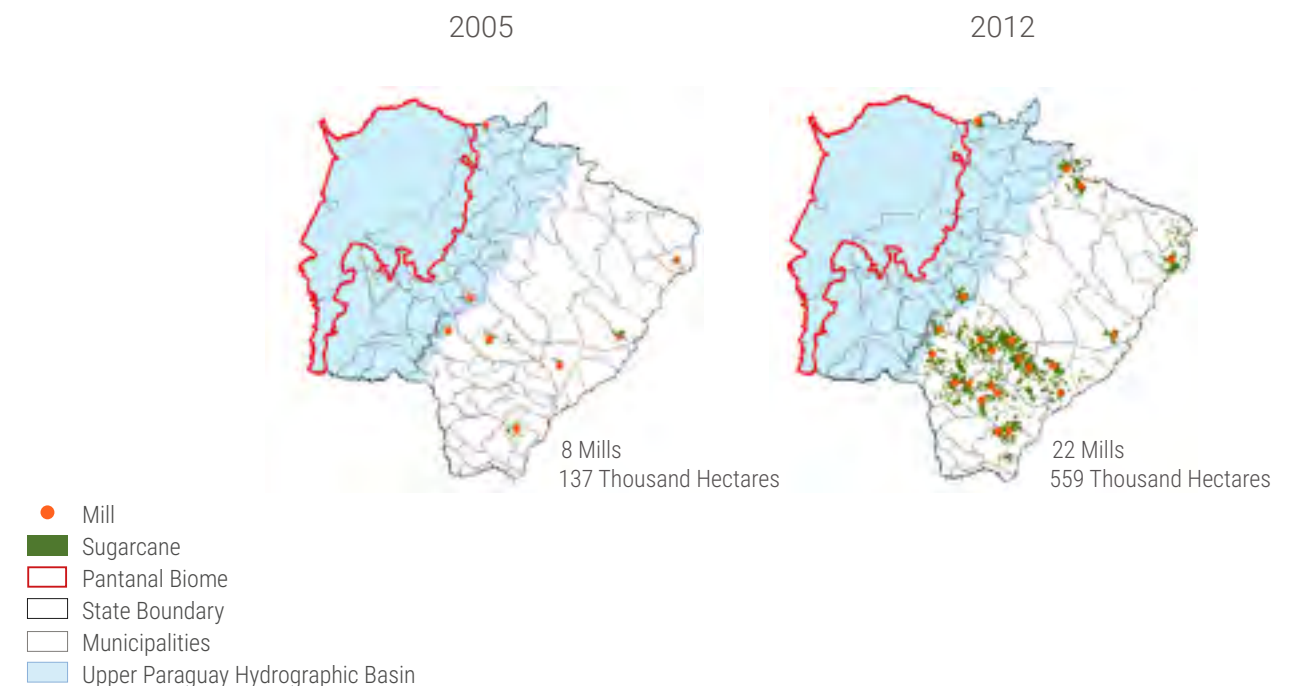 2005
2012
8 Mills
137 Thousand Hectares
22 Mills
559 Thousand Hectares
Mill
Sugarcane
Pantanal Biome
State Boundary
Municipalities
Upper Paraguay Hydrographic Basin